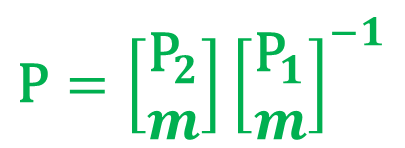 P = [P₂ m] [P₁ m]⁻¹